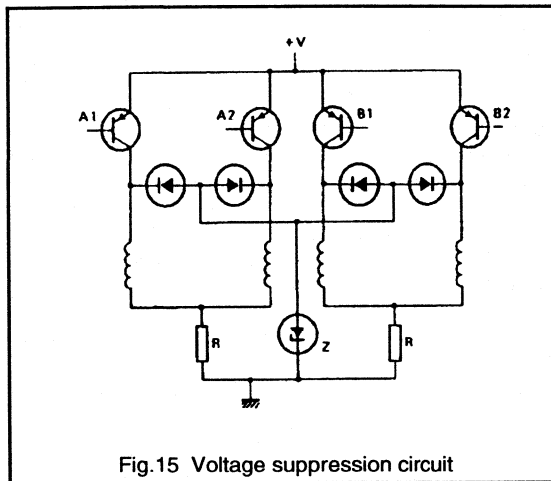 +V
A1
A2
B1
B2
R
Z
R
Fig.15 Voltage suppression circuit